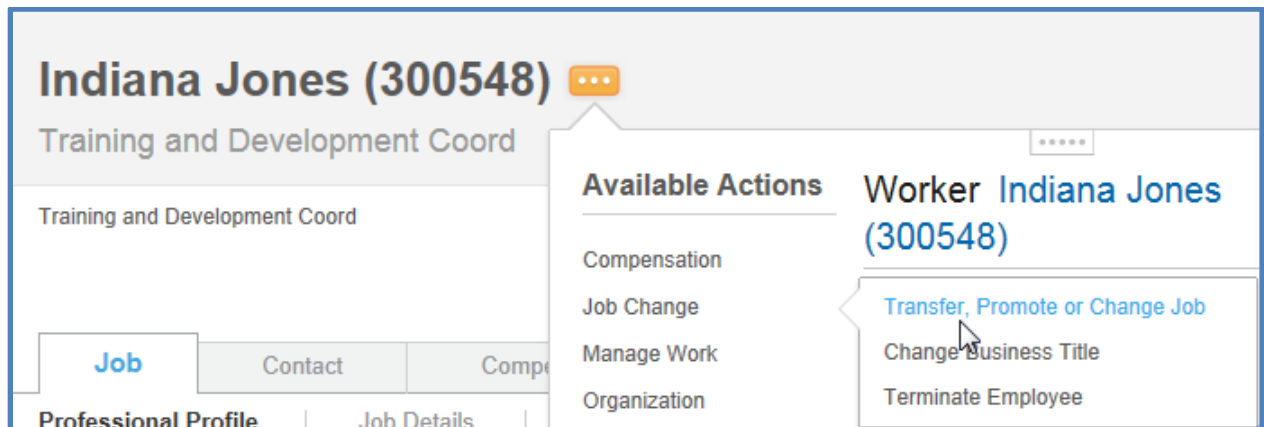 Indiana Jones (300548)
Training and Development Coord
Training and Development Coord
Job
Contact
Professional Profile
Job Details
Available Actions
Compensation
Job Change
Manage Work
Organization
Worker Indiana Jones
(300548)
Transfer, Promote or Change Job
Change Business Title
Terminate Employee